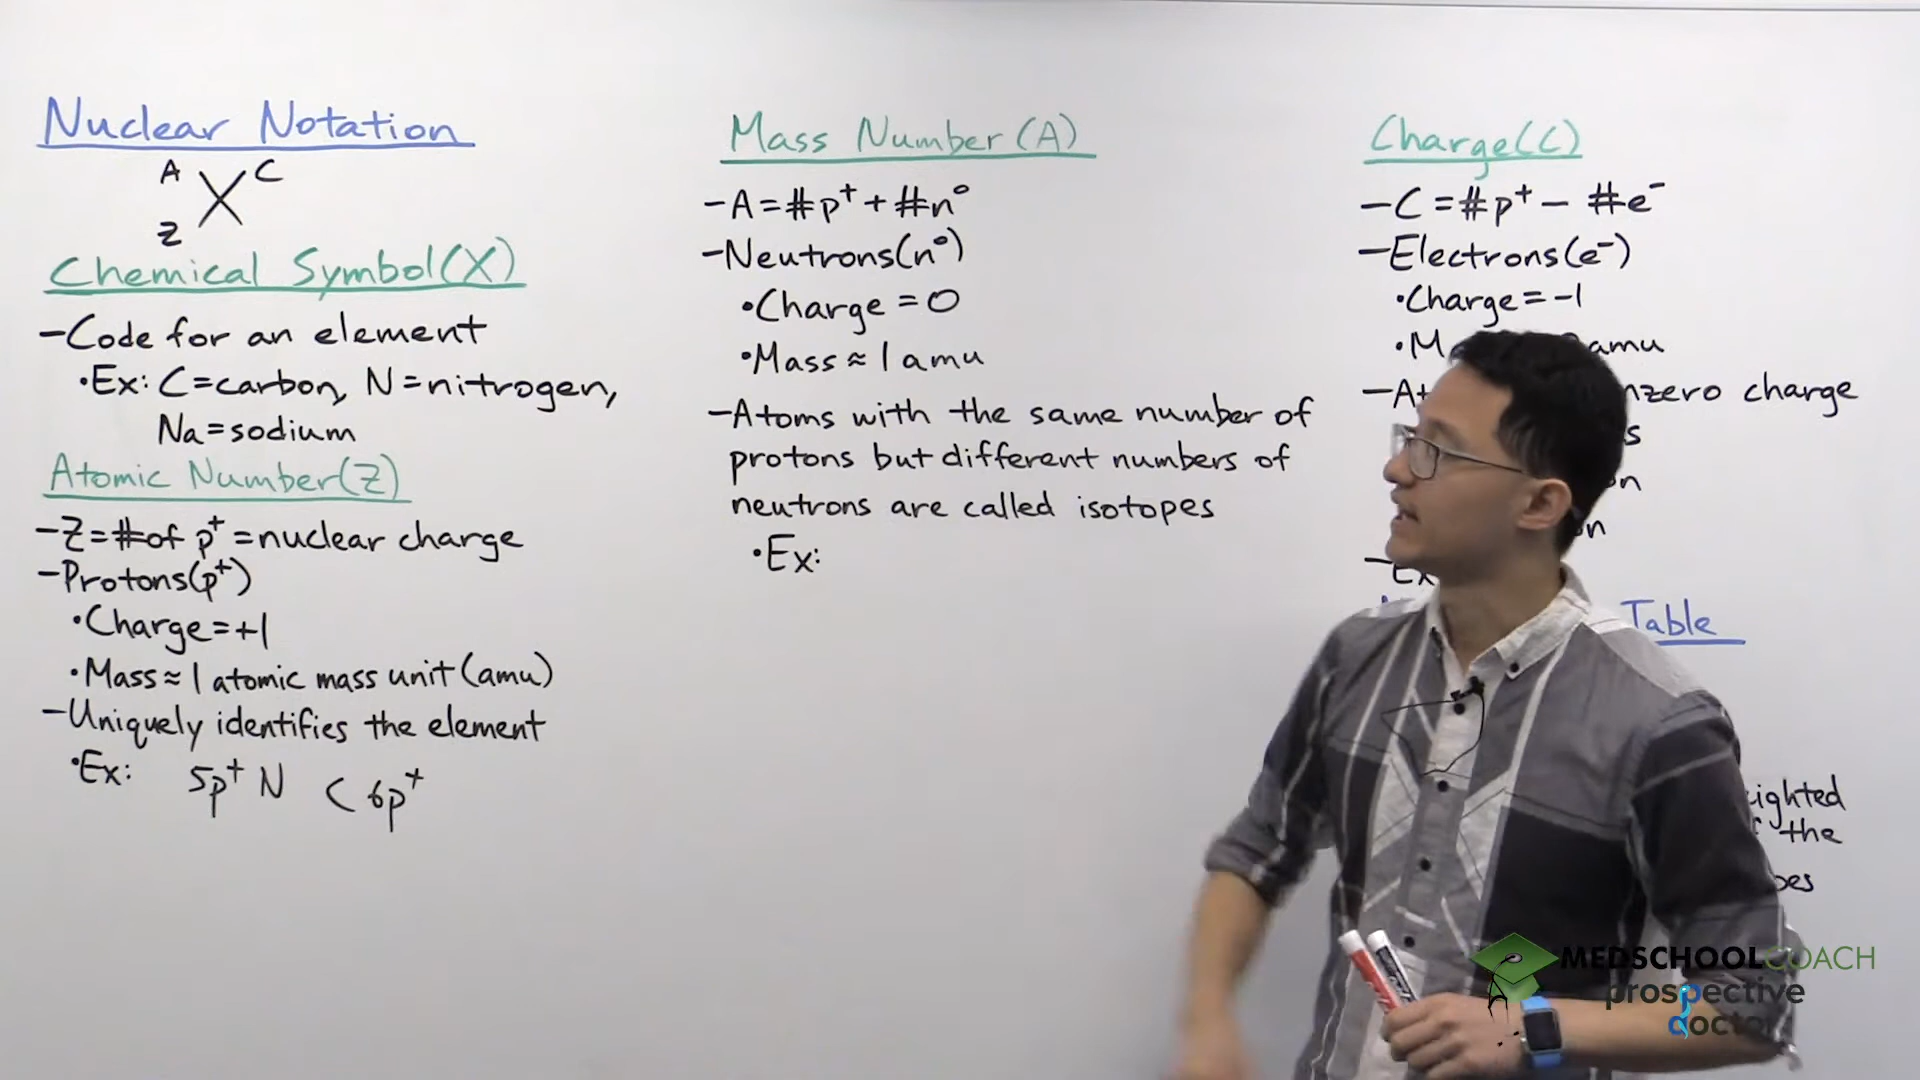 Nuclear Notation
A X C
Z
Chemical Symbol(X)
-Code for an element
•Ex: C=carbon, N=nitrogen,
Na=sodium
Atomic Number(Z)
-Z=#of p⁺=nuclear charge
-Protons(p⁺)
•Charge=+1
•Mass≈1 atomic mass unit(amu)
-Uniquely identifies the element
•Ex: 5p⁺ N C 6p⁺
Mass Number(A)
-A=#p⁺+#n⁰
-Neutrons(n⁰)
•Charge=0
•Mass≈1 amu
-Atoms with the same number of
protons but different numbers of
neutrons are called isotopes
•Ex:
Charge(C)
-C=#p⁺-#e⁻
-Electrons(e⁻)
•Charge=-1
amu
charge
Table
the
MEDSCHOOLCOACH
prospective
doctor